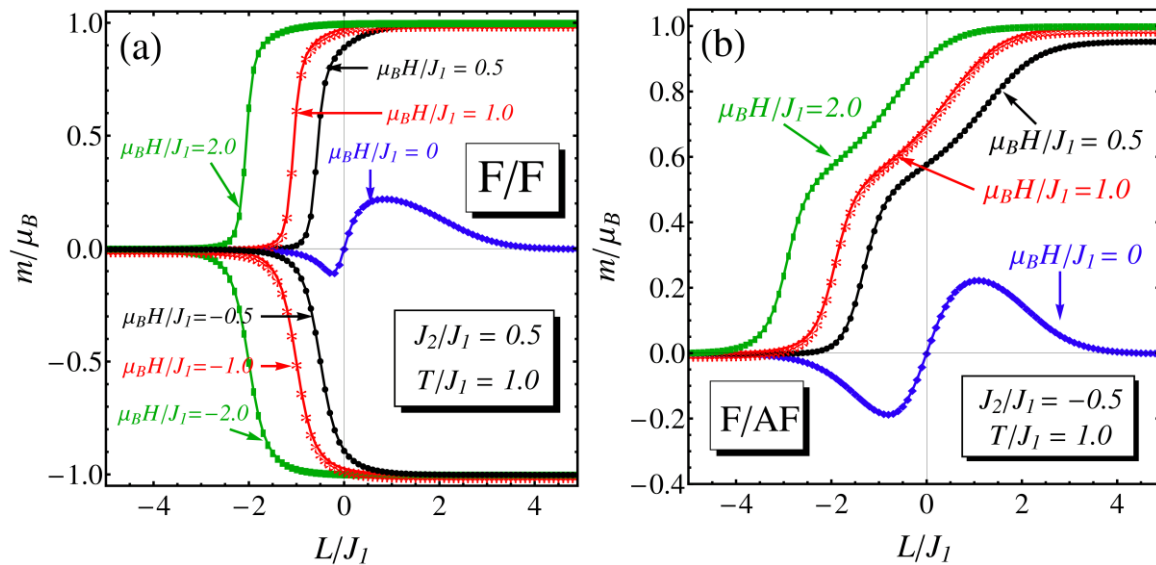 (a)
1.0
0.5
0.0
−0.5
−1.0
m/μB
μBH/J1 = 0.5
μBH/J1 = 1.0
μBH/J1=2.0
μBH/J1 = 0
F/F
μBH/J1=−0.5
μBH/J1=−1.0
μBH/J1=−2.0
J2/J1 = 0.5
T/J1 = 1.0
−4
−2
0
2
4
L/J1
(b)
1.0
0.8
0.6
0.4
0.2
0.0
−0.2
−0.4
m/μB
μBH/J1=2.0
μBH/J1 = 0.5
μBH/J1 = 1.0
μBH/J1 = 0
F/AF
J2/J1 = −0.5
T/J1 = 1.0
−4
−2
0
2
4
L/J1